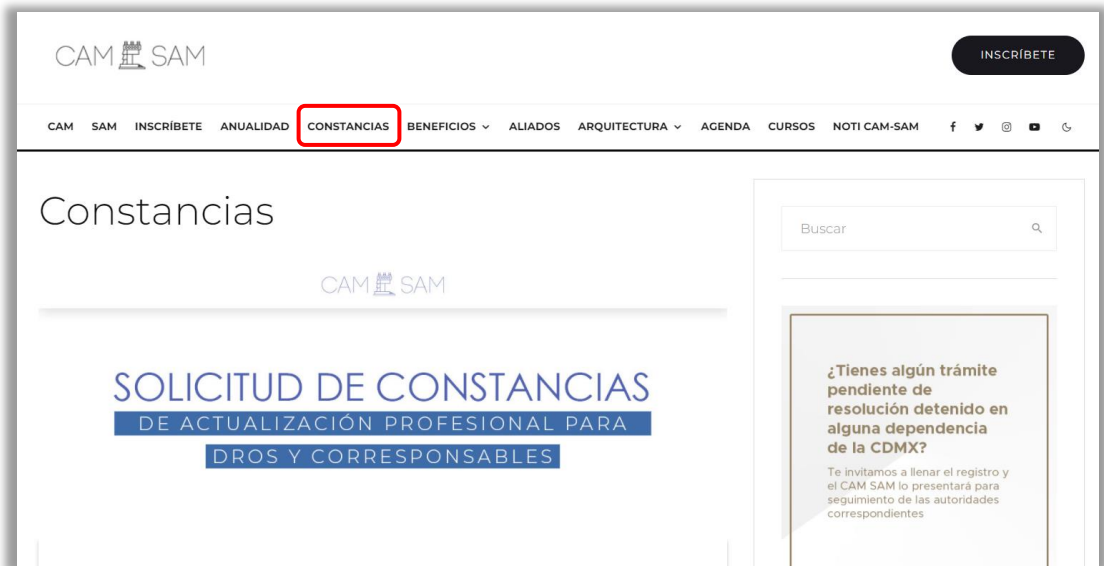 CAM SAM
INSCRÍBETE
CAM SAM INSCRÍBETE ANUALIDAD CONSTANCIAS BENEFICIOS ALIADOS ARQUITECTURA AGENDA CURSOS NOTI CAM-SAM
Constancias
CAM SAM
SOLICITUD DE CONSTANCIAS
DE ACTUALIZACIÓN PROFESIONAL PARA
DROS Y CORRESPONSABLES
Buscar
¿Tienes algún trámite
pendiente de
resolución detenido en
alguna dependencia
de la CDMX?
Te invitamos a llenar el registro y
el CAM SAM lo presentará para
seguimiento de las autoridades
correspondientes